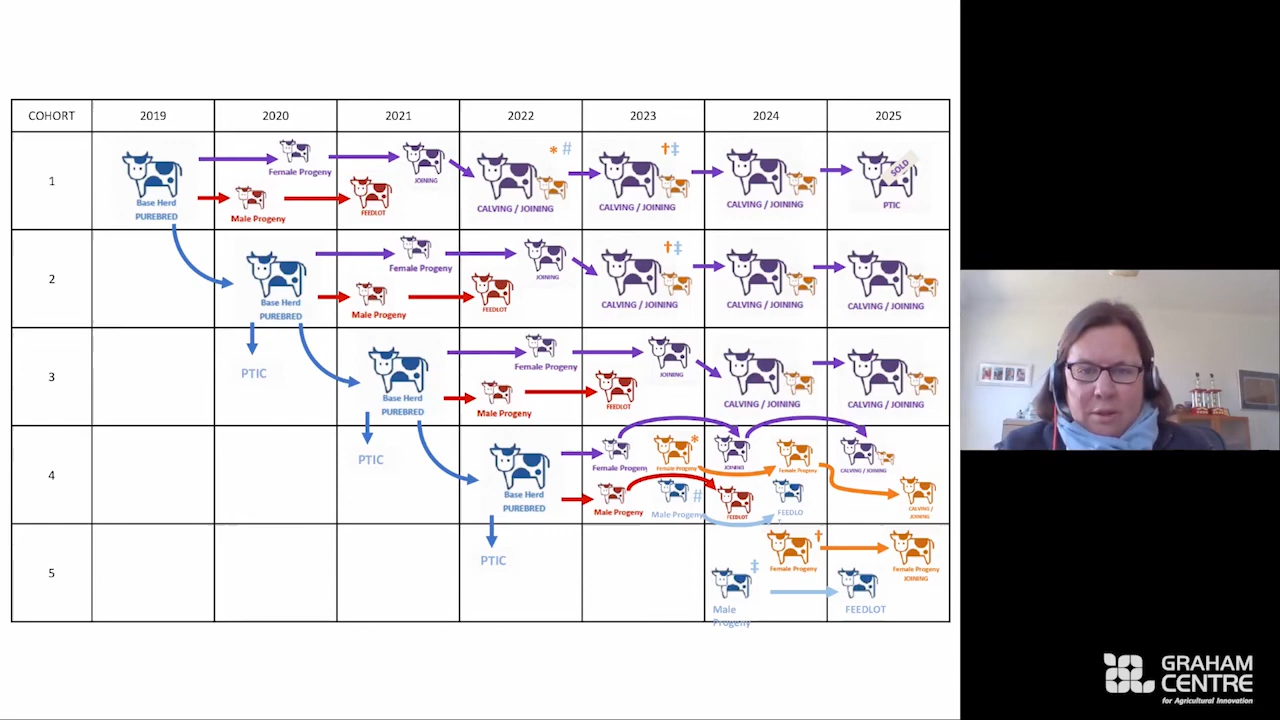 COHORT 2019 2020 2021 2022 2023 2024 2025
1
Base Herd
PUREBRED
Female Progeny
Male Progeny
JOINING
FEEDLOT
* #
CALVING / JOINING
†‡
CALVING / JOINING
CALVING / JOINING
SOLD
PTIC
2
Base Herd
PUREBRED
PTIC
Female Progeny
Male Progeny
JOINING
FEEDLOT
†‡
CALVING / JOINING
CALVING / JOINING
CALVING / JOINING
3
Base Herd
PUREBRED
PTIC
Female Progeny
Male Progeny
JOINING
FEEDLOT
CALVING / JOINING
CALVING / JOINING
4
Base Herd
PUREBRED
PTIC
Female Progeny
Female Progeny
*
Male Progeny
Male Progeny
#
JOINING
Female Progeny
FEEDLOT
FEEDLO
T
CALVING / JOINING
CALVING /
JOINING
5
†
Female Progeny
Female Progeny
JOINING
‡
Male
Progeny
FEEDLOT
GRAHAM
CENTRE
for Agricultural Innovation